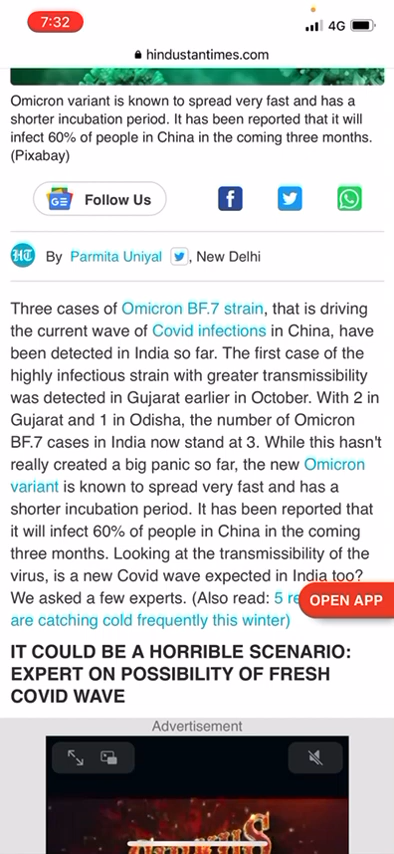 7:32
4G
hindustantimes.com
Omicron variant is known to spread very fast and has a
shorter incubation period. It has been reported that it will
infect 60% of people in China in the coming three months.
(Pixabay)
GE Follow Us
HT By Parmita Uniyal , New Delhi
Three cases of Omicron BF.7 strain, that is driving
the current wave of Covid infections in China, have
been detected in India so far. The first case of the
highly infectious strain with greater transmissibility
was detected in Gujarat earlier in October. With 2 in
Gujarat and 1 in Odisha, the number of Omicron
BF.7 cases in India now stand at 3. While this hasn't
really created a big panic so far, the new Omicron
variant is known to spread very fast and has a
shorter incubation period. It has been reported that
it will infect 60% of people in China in the coming
three months. Looking at the transmissibility of the
virus, is a new Covid wave expected in India too?
We asked a few experts. (Also read: 5 re
OPEN APP
are catching cold frequently this winter)
IT COULD BE A HORRIBLE SCENARIO:
EXPERT ON POSSIBILITY OF FRESH
COVID WAVE
Advertisement